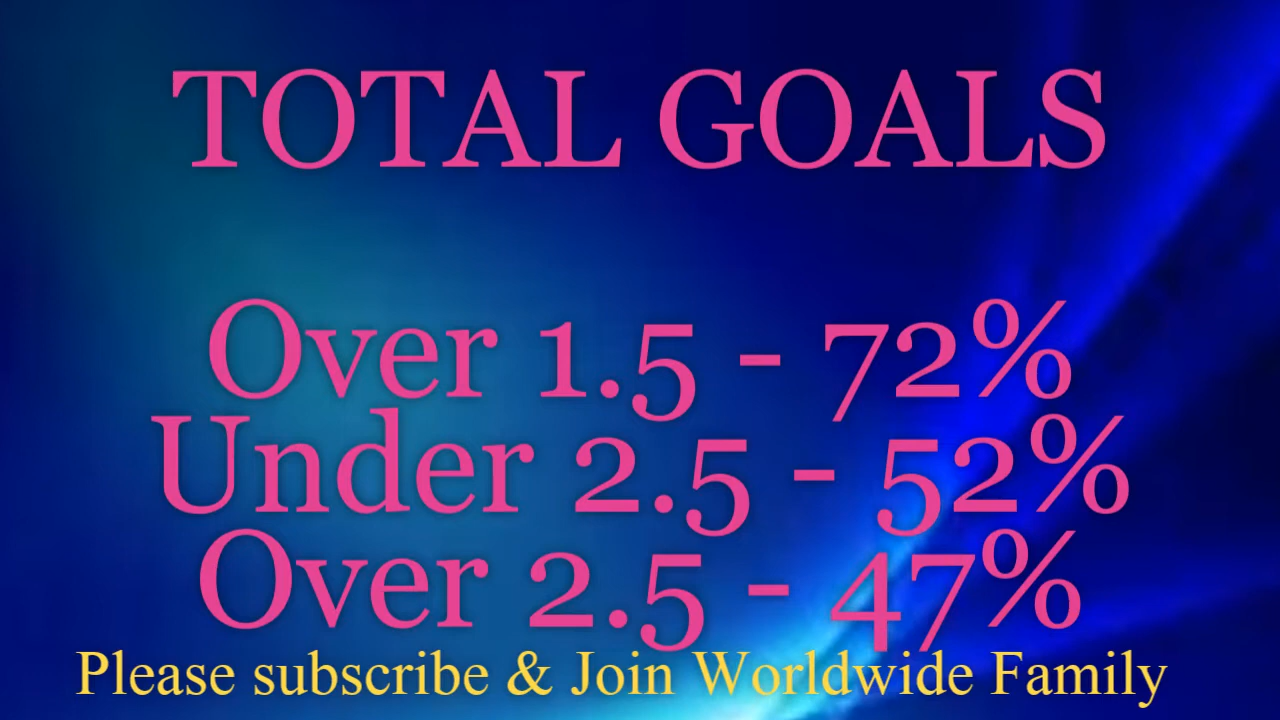 TOTAL GOALS
Over 1.5 - 72%
Under 2.5 - 52%
Over 2.5 - 47%
Please subscribe & Join Worldwide Family